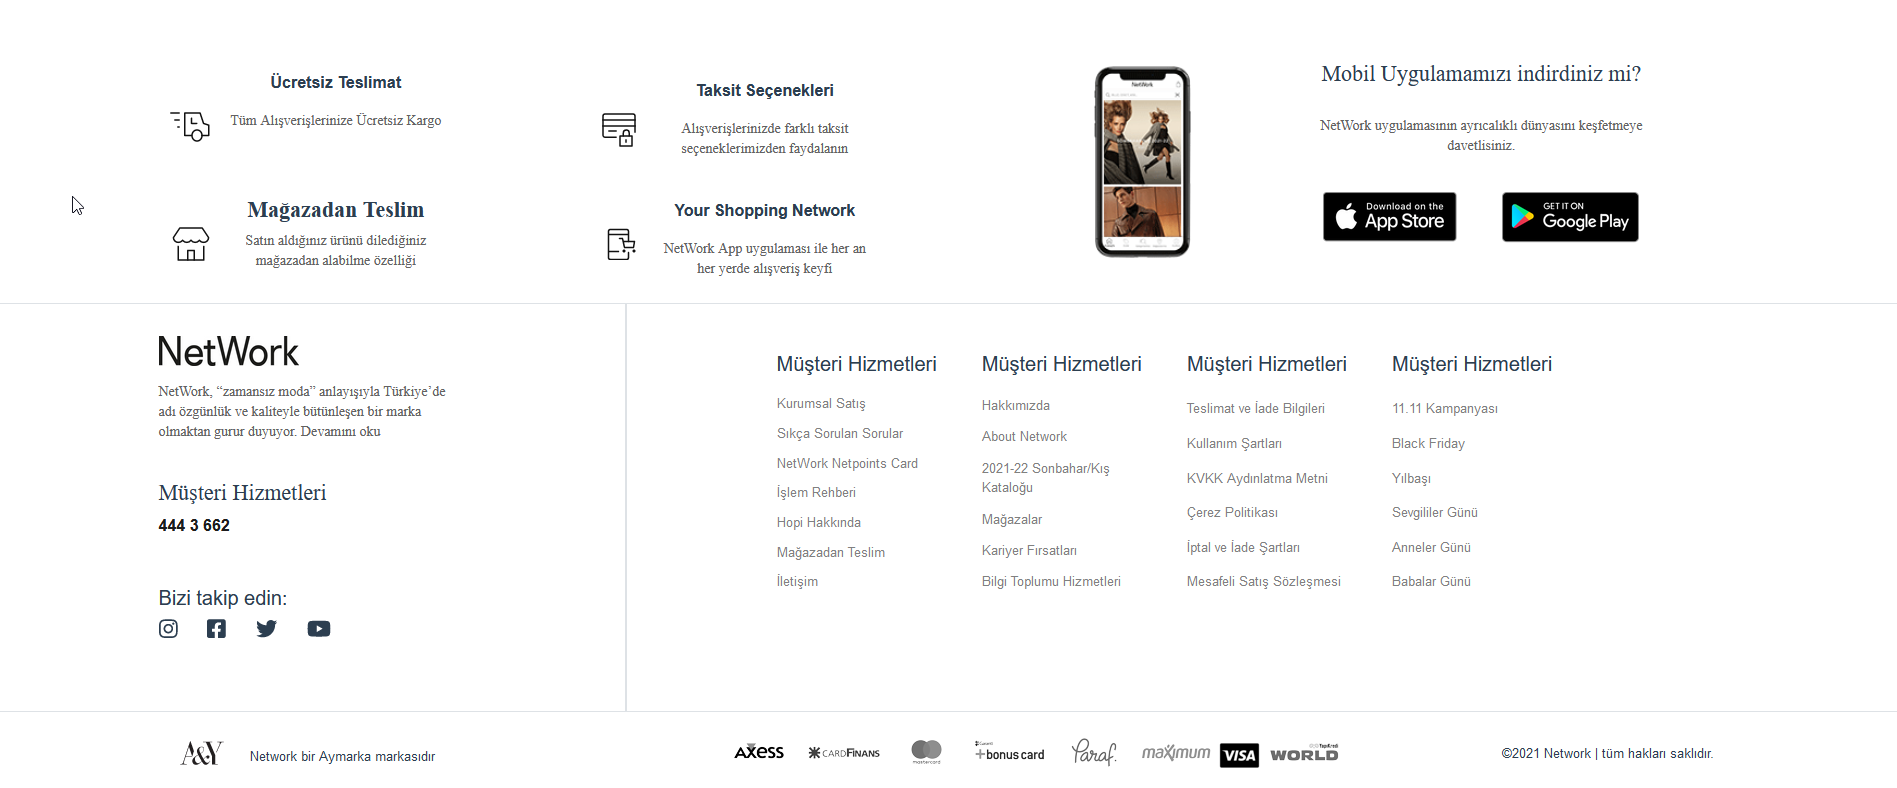 Ücretsiz Teslimat
Tüm Alışverişlerinize Ücretsiz Kargo
Taksit Seçenekleri
Alışverişlerinizde farklı taksit
seçeneklerimizden faydalanın
Mağazadan Teslim
Satın aldığınız ürünü dilediğiniz
mağazadan alabilme özelliği
Your Shopping Network
NetWork App uygulaması ile her an
her yerde alışveriş keyfi
NetWork
Mobil Uygulamamızı indirdiniz mi?
NetWork uygulamasının ayrıcalıklı dünyasını keşfetmeye
davetlisiniz.
Download on the
App Store
GET IT ON
Google Play
NetWork
NetWork, “zamansız moda” anlayışıyla Türkiye’de
adı özgünlük ve kaliteyle bütünleşen bir marka
olmaktan gurur duyuyor. Devamını oku
Müşteri Hizmetleri
444 3 662
Bizi takip edin:
Müşteri Hizmetleri
Kurumsal Satış
Sıkça Sorulan Sorular
NetWork Netpoints Card
İşlem Rehberi
Hopi Hakkında
Mağazadan Teslim
İletişim
Müşteri Hizmetleri
Hakkımızda
About Network
2021-22 Sonbahar/Kış
Kataloğu
Mağazalar
Kariyer Fırsatları
Bilgi Toplumu Hizmetleri
Müşteri Hizmetleri
Teslimat ve İade Bilgileri
Kullanım Şartları
KVKK Aydınlatma Metni
Çerez Politikası
İptal ve İade Şartları
Mesafeli Satış Sözleşmesi
Müşteri Hizmetleri
11.11 Kampanyası
Black Friday
Yılbaşı
Sevgililer Günü
Anneler Günü
Babalar Günü
A&Y
Network bir Aymarka markasıdır
AXess
CARDFINANS
mastercard
Garanti
+bonus card
Paraf.
maximum
VISA
YapıKredi
WORLD
©2021 Network | tüm hakları saklıdır.